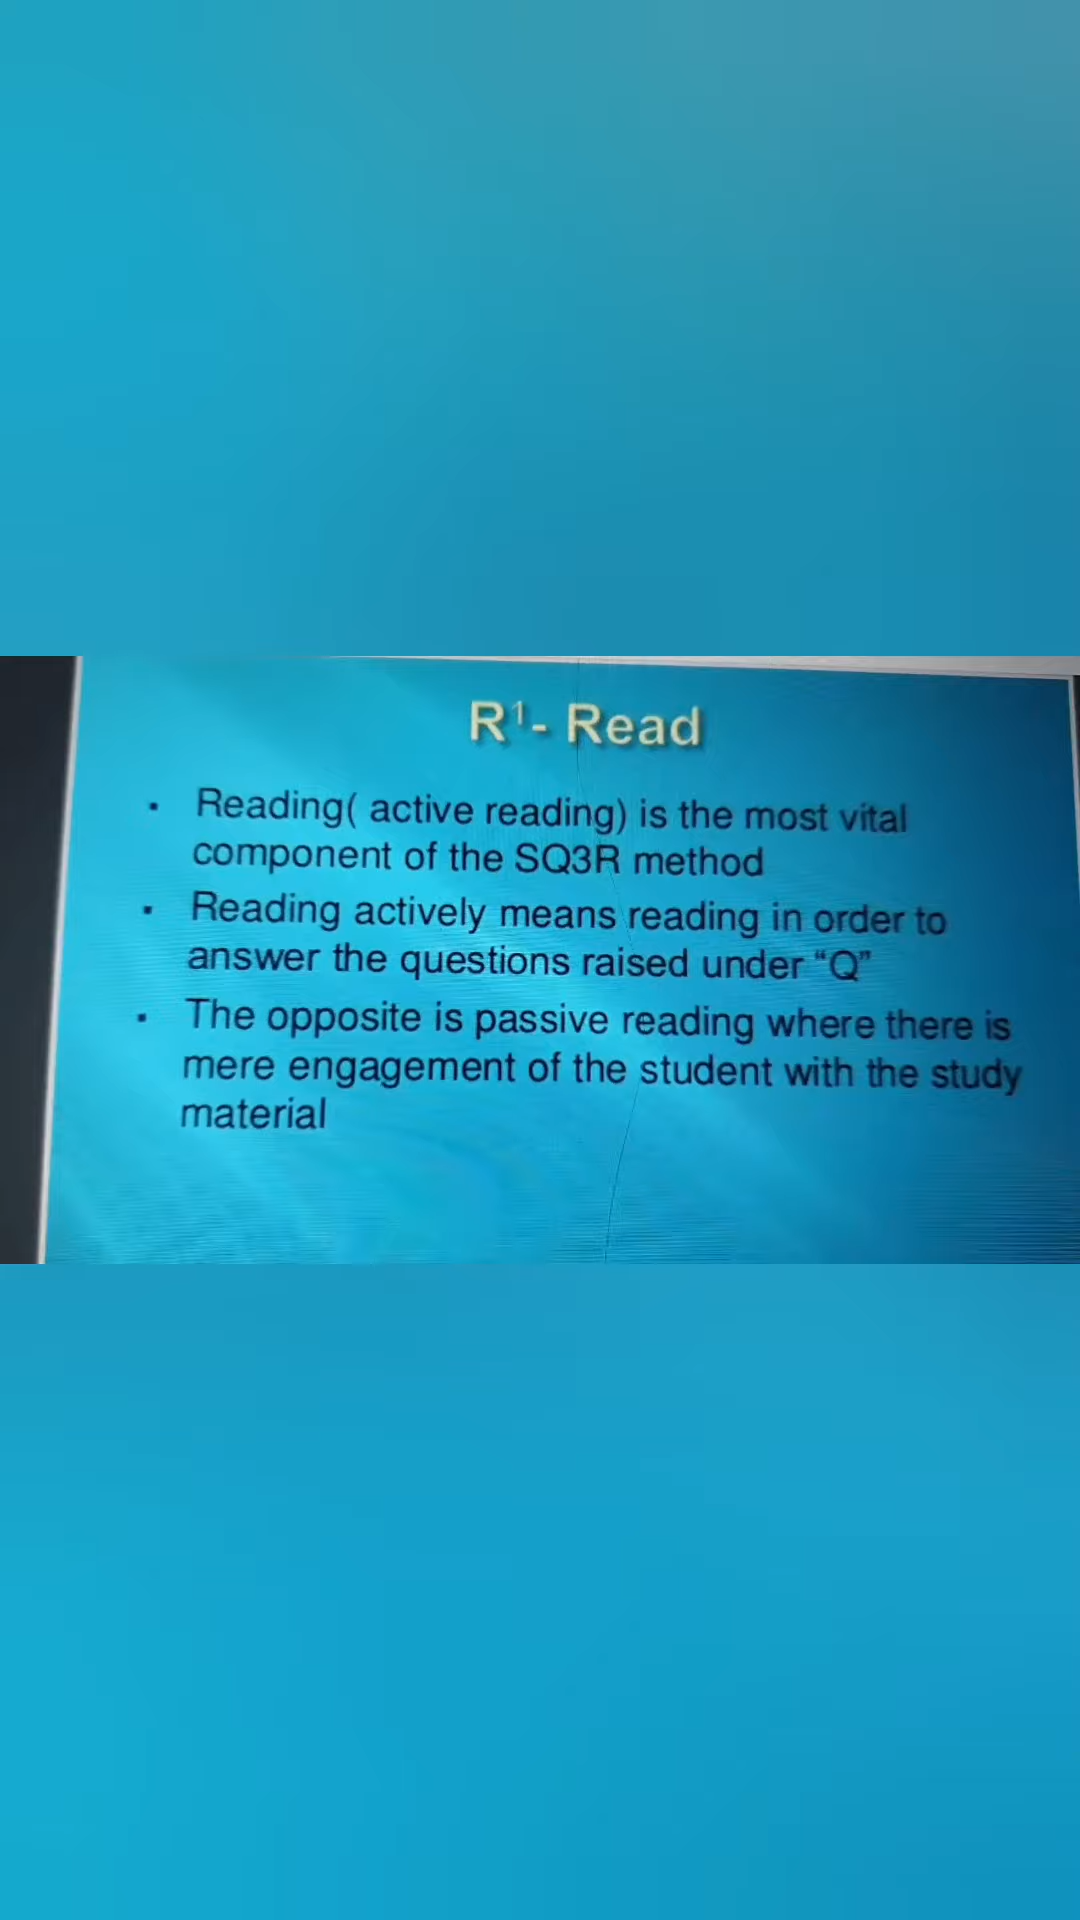 R¹- Read
▪ Reading( active reading) is the most vital
component of the SQ3R method
▪ Reading actively means reading in order to
answer the questions raised under “Q”
▪ The opposite is passive reading where there is
mere engagement of the student with the study
material